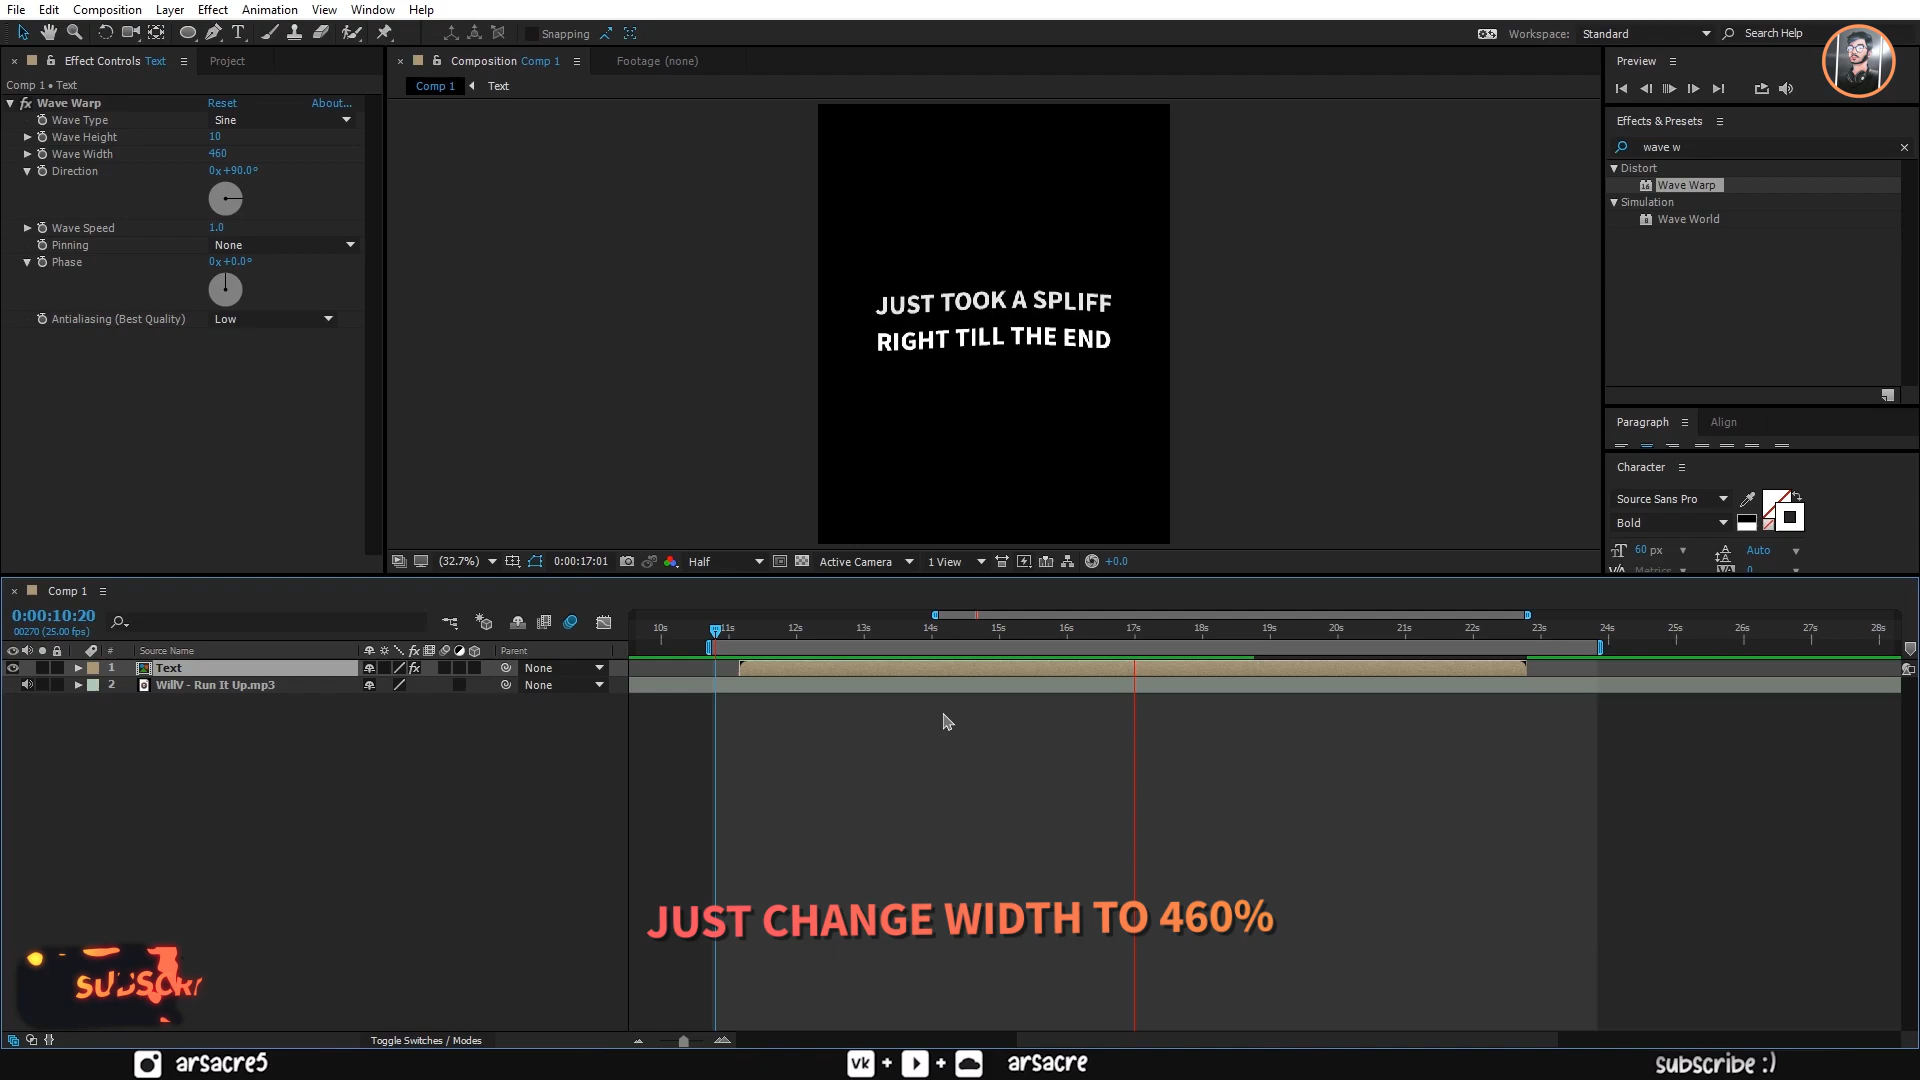 File Edit Composition Layer Effect Animation View Window Help
Snapping Workspace: Standard Search Help
Effect Controls Text Project
Comp 1 • Text
fx Wave Warp Reset About...
Wave Type Sine
Wave Height 10
Wave Width 460
Direction 0x+90.0°
Wave Speed 1.0
Pinning None
Phase 0x+0.0°
Antialiasing (Best Quality) Low
Composition Comp 1 Footage (none)
Comp 1 Text
JUST TOOK A SPLIFF
RIGHT TILL THE END
(32.7%) 0:00:17:01 Half Active Camera 1 View +0.0
Preview
Effects & Presets
wave w
Distort
16 Wave Warp
Simulation
8 Wave World
Paragraph Align
Character
Source Sans Pro
Bold
60 px Auto
Metrics 0
Comp 1
0:00:10:20
00270 (25.00 fps)
10s 11s 12s 13s 14s 15s 16s 17s 18s 19s 20s 21s 22s 23s 24s 25s 26s 27s 28s
# Source Name fx Parent
1 Text fx None
2 WillV - Run It Up.mp3 None
JUST CHANGE WIDTH TO 460%
Toggle Switches / Modes
arsacre5 VK + + arsacre subscribe :)